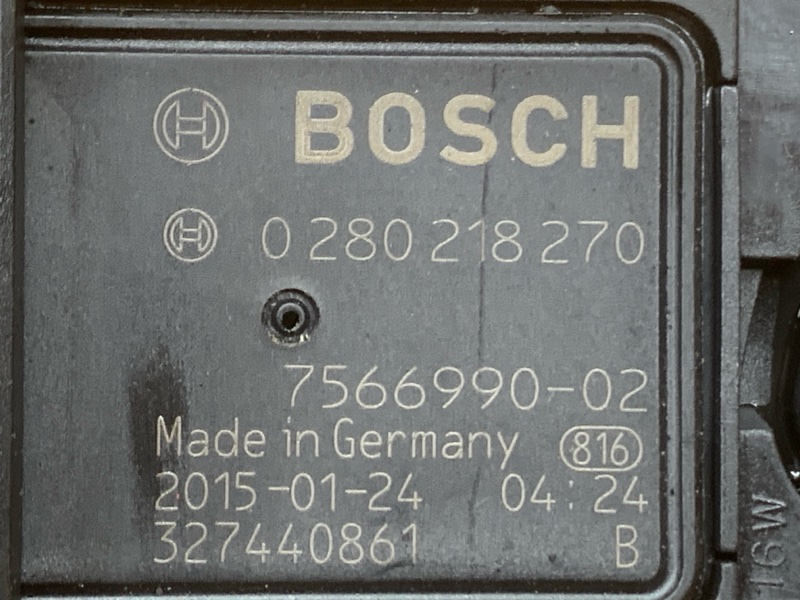 BOSCH
0 280 218 270
7566990-02
Made in Germany 816
2015-01-24 04:24
327440861 B
16W